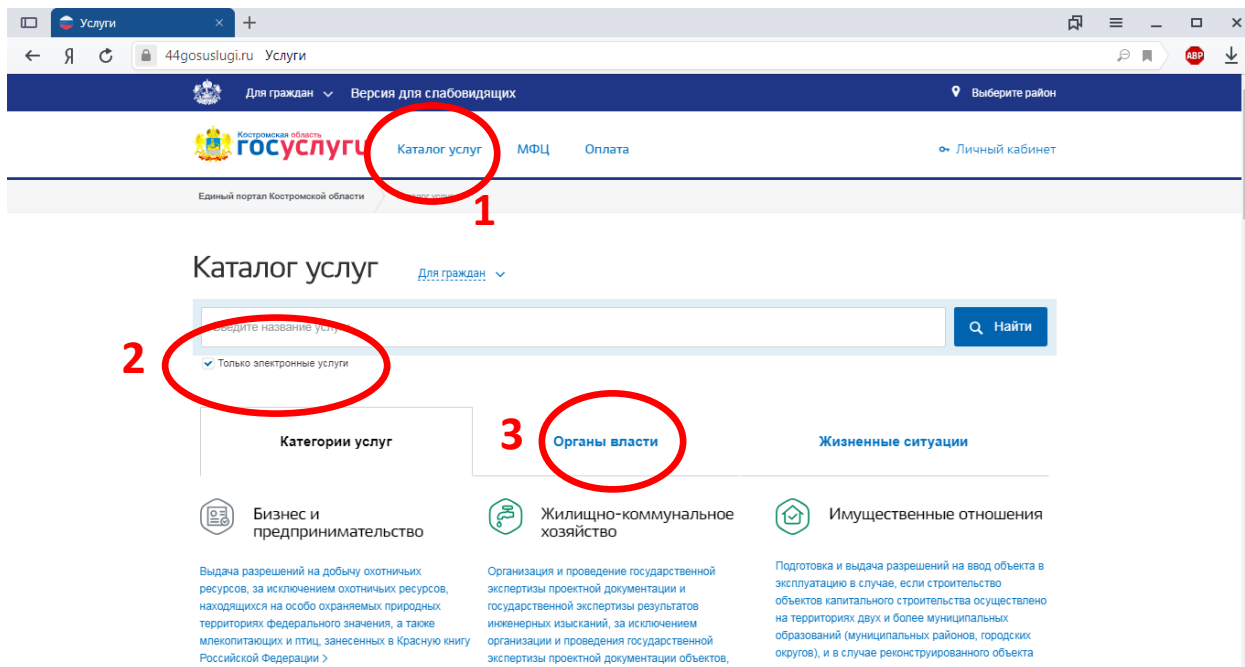 Услуги
44gosuslugi.ru Услуги
ABP
Для граждан Версия для слабовидящих Выберите район
Костромская область
госуслуги Каталог услуг МФЦ Оплата Личный кабинет
Единый портал Костромской области
1
Каталог услуг Для граждан
Введите название Найти
2
Только электронные услуги
Категории услуг 3 Органы власти Жизненные ситуации
Бизнес и предпринимательство
Выдача разрешений на добычу охотничьих
ресурсов, за исключением охотничьих ресурсов,
находящихся на особо охраняемых природных
территориях федерального значения, а также
млекопитающих и птиц, занесенных в Красную книгу
Российской Федерации >
Жилищно-коммунальное
хозяйство
Организация и проведение государственной
экспертизы проектной документации и
государственной экспертизы результатов
инженерных изысканий, за исключением
организации и проведения государственной
экспертизы проектной документации объектов,
Имущественные отношения
Подготовка и выдача разрешений на ввод объекта в
эксплуатацию в случае, если строительство
объектов капитального строительства осуществлено
на территориях двух и более муниципальных
образований (муниципальных районов, городских
округов), и в случае реконструированного объекта